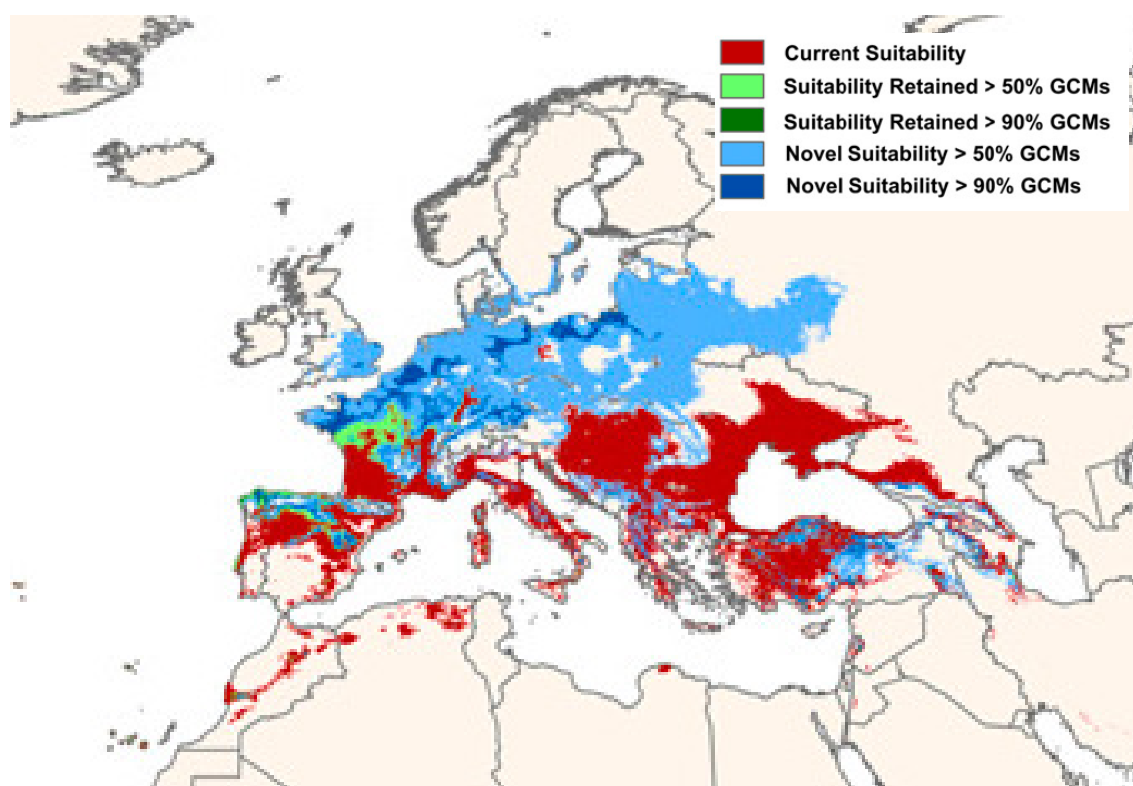 Current Suitability
Suitability Retained > 50% GCMs
Suitability Retained > 90% GCMs
Novel Suitability > 50% GCMs
Novel Suitability > 90% GCMs